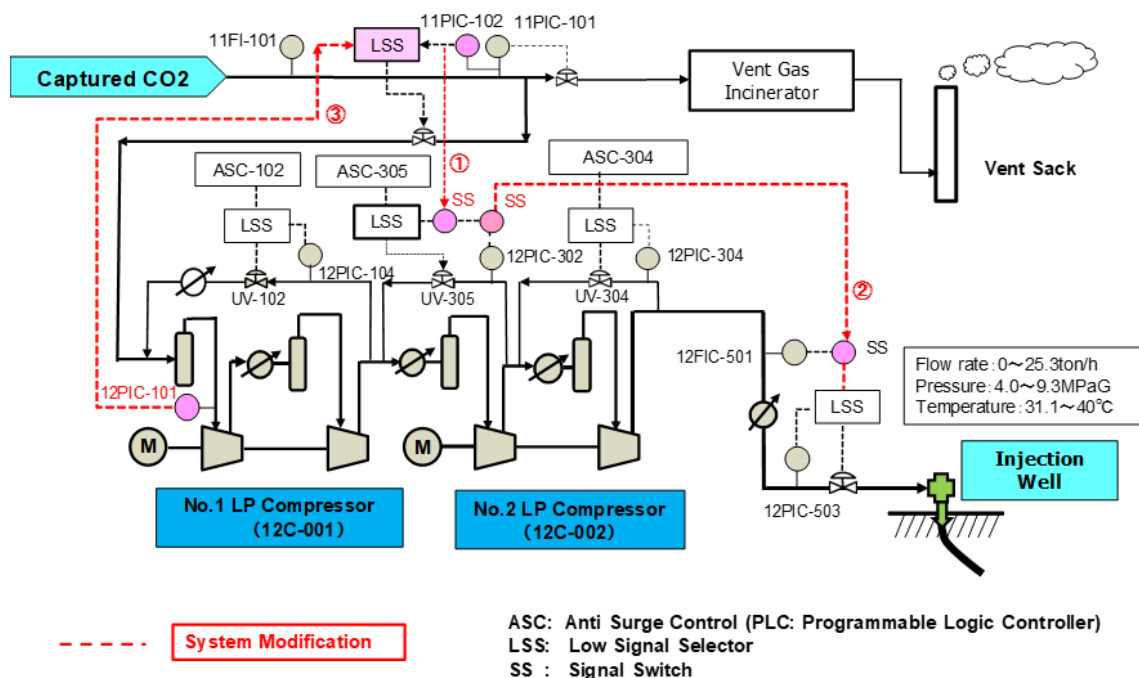 11PIC-102
11PIC-101
11FI-101
LSS
Captured CO2
Vent Gas
Incinerator
Vent Sack
③
①
ASC-102
ASC-305
ASC-304
SS
SS
LSS
LSS
LSS
12PIC-104
12PIC-302
12PIC-304
UV-102
UV-305
UV-304
②
12FIC-501
SS
Flow rate：0～25.3ton/h
Pressure：4.0～9.3MPaG
Temperature：31.1～40℃
12PIC-101
LSS
M
M
Injection
Well
12PIC-503
No.1 LP Compressor
（12C-001）
No.2 LP Compressor
（12C-002）
System Modification
ASC: Anti Surge Control (PLC: Programmable Logic Controller)
LSS: Low Signal Selector
SS : Signal Switch